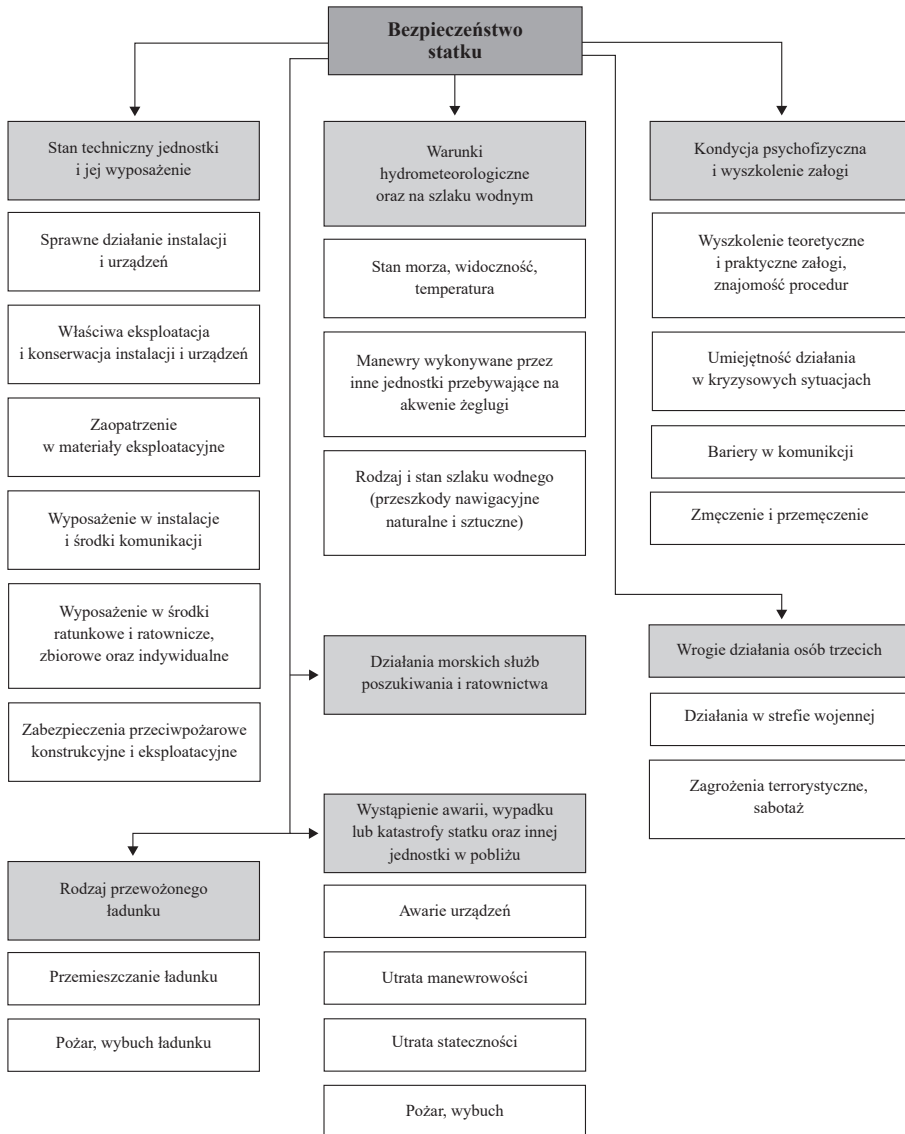 Bezpieczeństwo
statku
Stan techniczny jednostki
i jej wyposażenie
Sprawne działanie instalacji
i urządzeń
Właściwa eksploatacja
i konserwacja instalacji i urządzeń
Zaopatrzenie
w materiały eksploatacyjne
Wyposażenie w instalacje
i środki komunikacji
Wyposażenie w środki
ratunkowe i ratownicze,
zbiorowe oraz indywidualne
Zabezpieczenia przeciwpożarowe
konstrukcyjne i eksploatacyjne
Rodzaj przewożonego
ładunku
Przemieszczanie ładunku
Pożar, wybuch ładunku
Warunki
hydrometeorologiczne
oraz na szlaku wodnym
Stan morza, widoczność,
temperatura
Manewry wykonywane przez
inne jednostki przebywające na
akwenie żeglugi
Rodzaj i stan szlaku wodnego
(przeszkody nawigacyjne
naturalne i sztuczne)
Działania morskich służb
poszukiwania i ratownictwa
Wystąpienie awarii, wypadku
lub katastrofy statku oraz innej
jednostki w pobliżu
Awarie urządzeń
Utrata manewrowości
Utrata stateczności
Pożar, wybuch
Kondycja psychofizyczna
i wyszkolenie załogi
Wyszkolenie teoretyczne
i praktyczne załogi,
znajomość procedur
Umiejętność działania
w kryzysowych sytuacjach
Bariery w komunikcji
Zmęczenie i przemęczenie
Wrogie działania osób trzecich
Działania w strefie wojennej
Zagrożenia terrorystyczne,
sabotaż